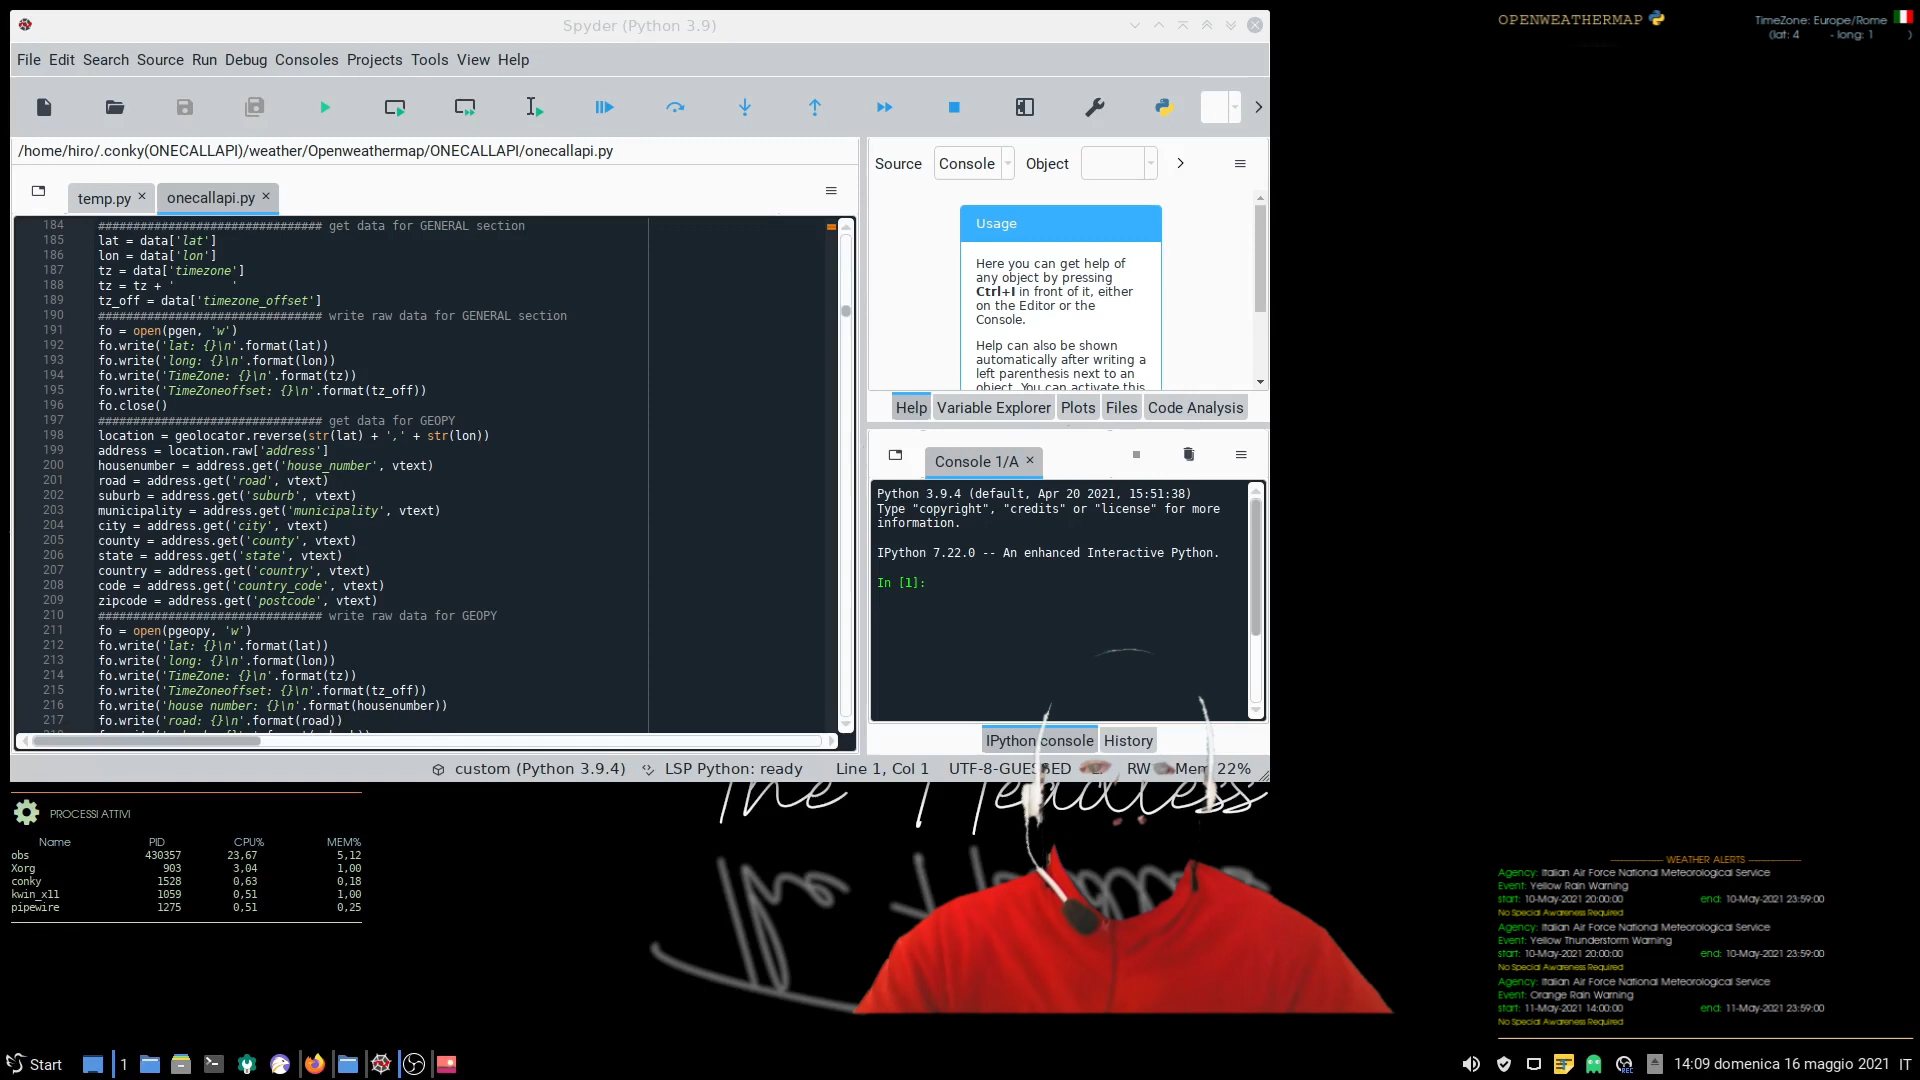 Spyder (Python 3.9)
File Edit Search Source Run Debug Consoles Projects Tools View Help
/home/hiro/.conky(ONECALLAPI)/weather/Openweathermap/ONECALLAPI/onecallapi.py
temp.py onecallapi.py
184 ################################ get data for GENERAL section
185 lat = data['lat']
186 lon = data['lon']
187 tz = data['timezone']
188 tz = tz + '        '
189 tz_off = data['timezone_offset']
190 ################################ write raw data for GENERAL section
191 fo = open(pgen, 'w')
192 fo.write('lat: {}\n'.format(lat))
193 fo.write('long: {}\n'.format(lon))
194 fo.write('TimeZone: {}\n'.format(tz))
195 fo.write('TimeZoneoffset: {}\n'.format(tz_off))
196 fo.close()
197 ################################ get data for GEOPY
198 location = geolocator.reverse(str(lat) + ',' + str(lon))
199 address = location.raw['address']
200 housenumber = address.get('house_number', vtext)
201 road = address.get('road', vtext)
202 suburb = address.get('suburb', vtext)
203 municipality = address.get('municipality', vtext)
204 city = address.get('city', vtext)
205 county = address.get('county', vtext)
206 state = address.get('state', vtext)
207 country = address.get('country', vtext)
208 code = address.get('country_code', vtext)
209 zipcode = address.get('postcode', vtext)
210 ################################ write raw data for GEOPY
211 fo = open(pgeopy, 'w')
212 fo.write('lat: {}\n'.format(lat))
213 fo.write('long: {}\n'.format(lon))
214 fo.write('TimeZone: {}\n'.format(tz))
215 fo.write('TimeZoneoffset: {}\n'.format(tz_off))
216 fo.write('house number: {}\n'.format(housenumber))
217 fo.write('road: {}\n'.format(road))
Source Console Object
Usage
Here you can get help of
any object by pressing
Ctrl+I in front of it, either
on the Editor or the
Console.
Help can also be shown
automatically after writing a
left parenthesis next to an
object. You can activate this
Help Variable Explorer Plots Files Code Analysis
Console 1/A
Python 3.9.4 (default, Apr 20 2021, 15:51:38)
Type "copyright", "credits" or "license" for more
information.
IPython 7.22.0 -- An enhanced Interactive Python.
In [1]:
IPython console History
custom (Python 3.9.4) LSP Python: ready Line 1, Col 1 UTF-8-GUESSED RW Mem 22%
OPENWEATHERMAP
TimeZone: Europe/Rome
(lat: 4 - long: 1 )
The Headless
PROCESSI ATTIVI
Name PID CPU% MEM%
obs 430357 23,67 5,12
Xorg 903 3,04 1,00
conky 1528 0,63 0,18
kwin_x11 1059 0,51 1,00
pipewire 1275 0,51 0,25
WEATHER ALERTS
Agency: Italian Air Force National Meteorological Service
Event: Yellow Rain Warning
start: 10-May-2021 20:00:00 end: 10-May-2021 23:59:00
No Special Awareness Required
Agency: Italian Air Force National Meteorological Service
Event: Yellow Thunderstorm Warning
start: 10-May-2021 20:00:00 end: 10-May-2021 23:59:00
No Special Awareness Required
Agency: Italian Air Force National Meteorological Service
Event: Orange Rain Warning
start: 11-May-2021 14:00:00 end: 11-May-2021 23:59:00
No Special Awareness Required
Start 1 14:09 domenica 16 maggio 2021 IT